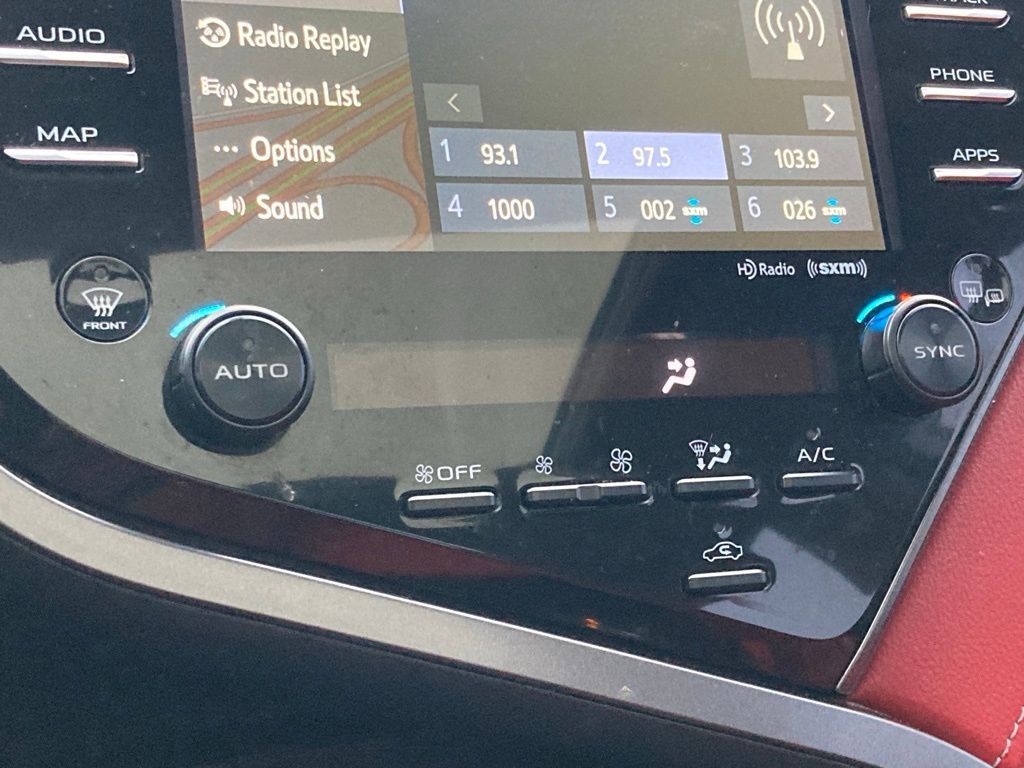 AUDIO
MAP
Radio Replay
Station List
Options
Sound
1 93.1
2 97.5
3 103.9
4 1000
5 002 sxm
6 026 sxm
TRACK
PHONE
APPS
HD Radio
sxm
FRONT
AUTO
SYNC
OFF
A/C